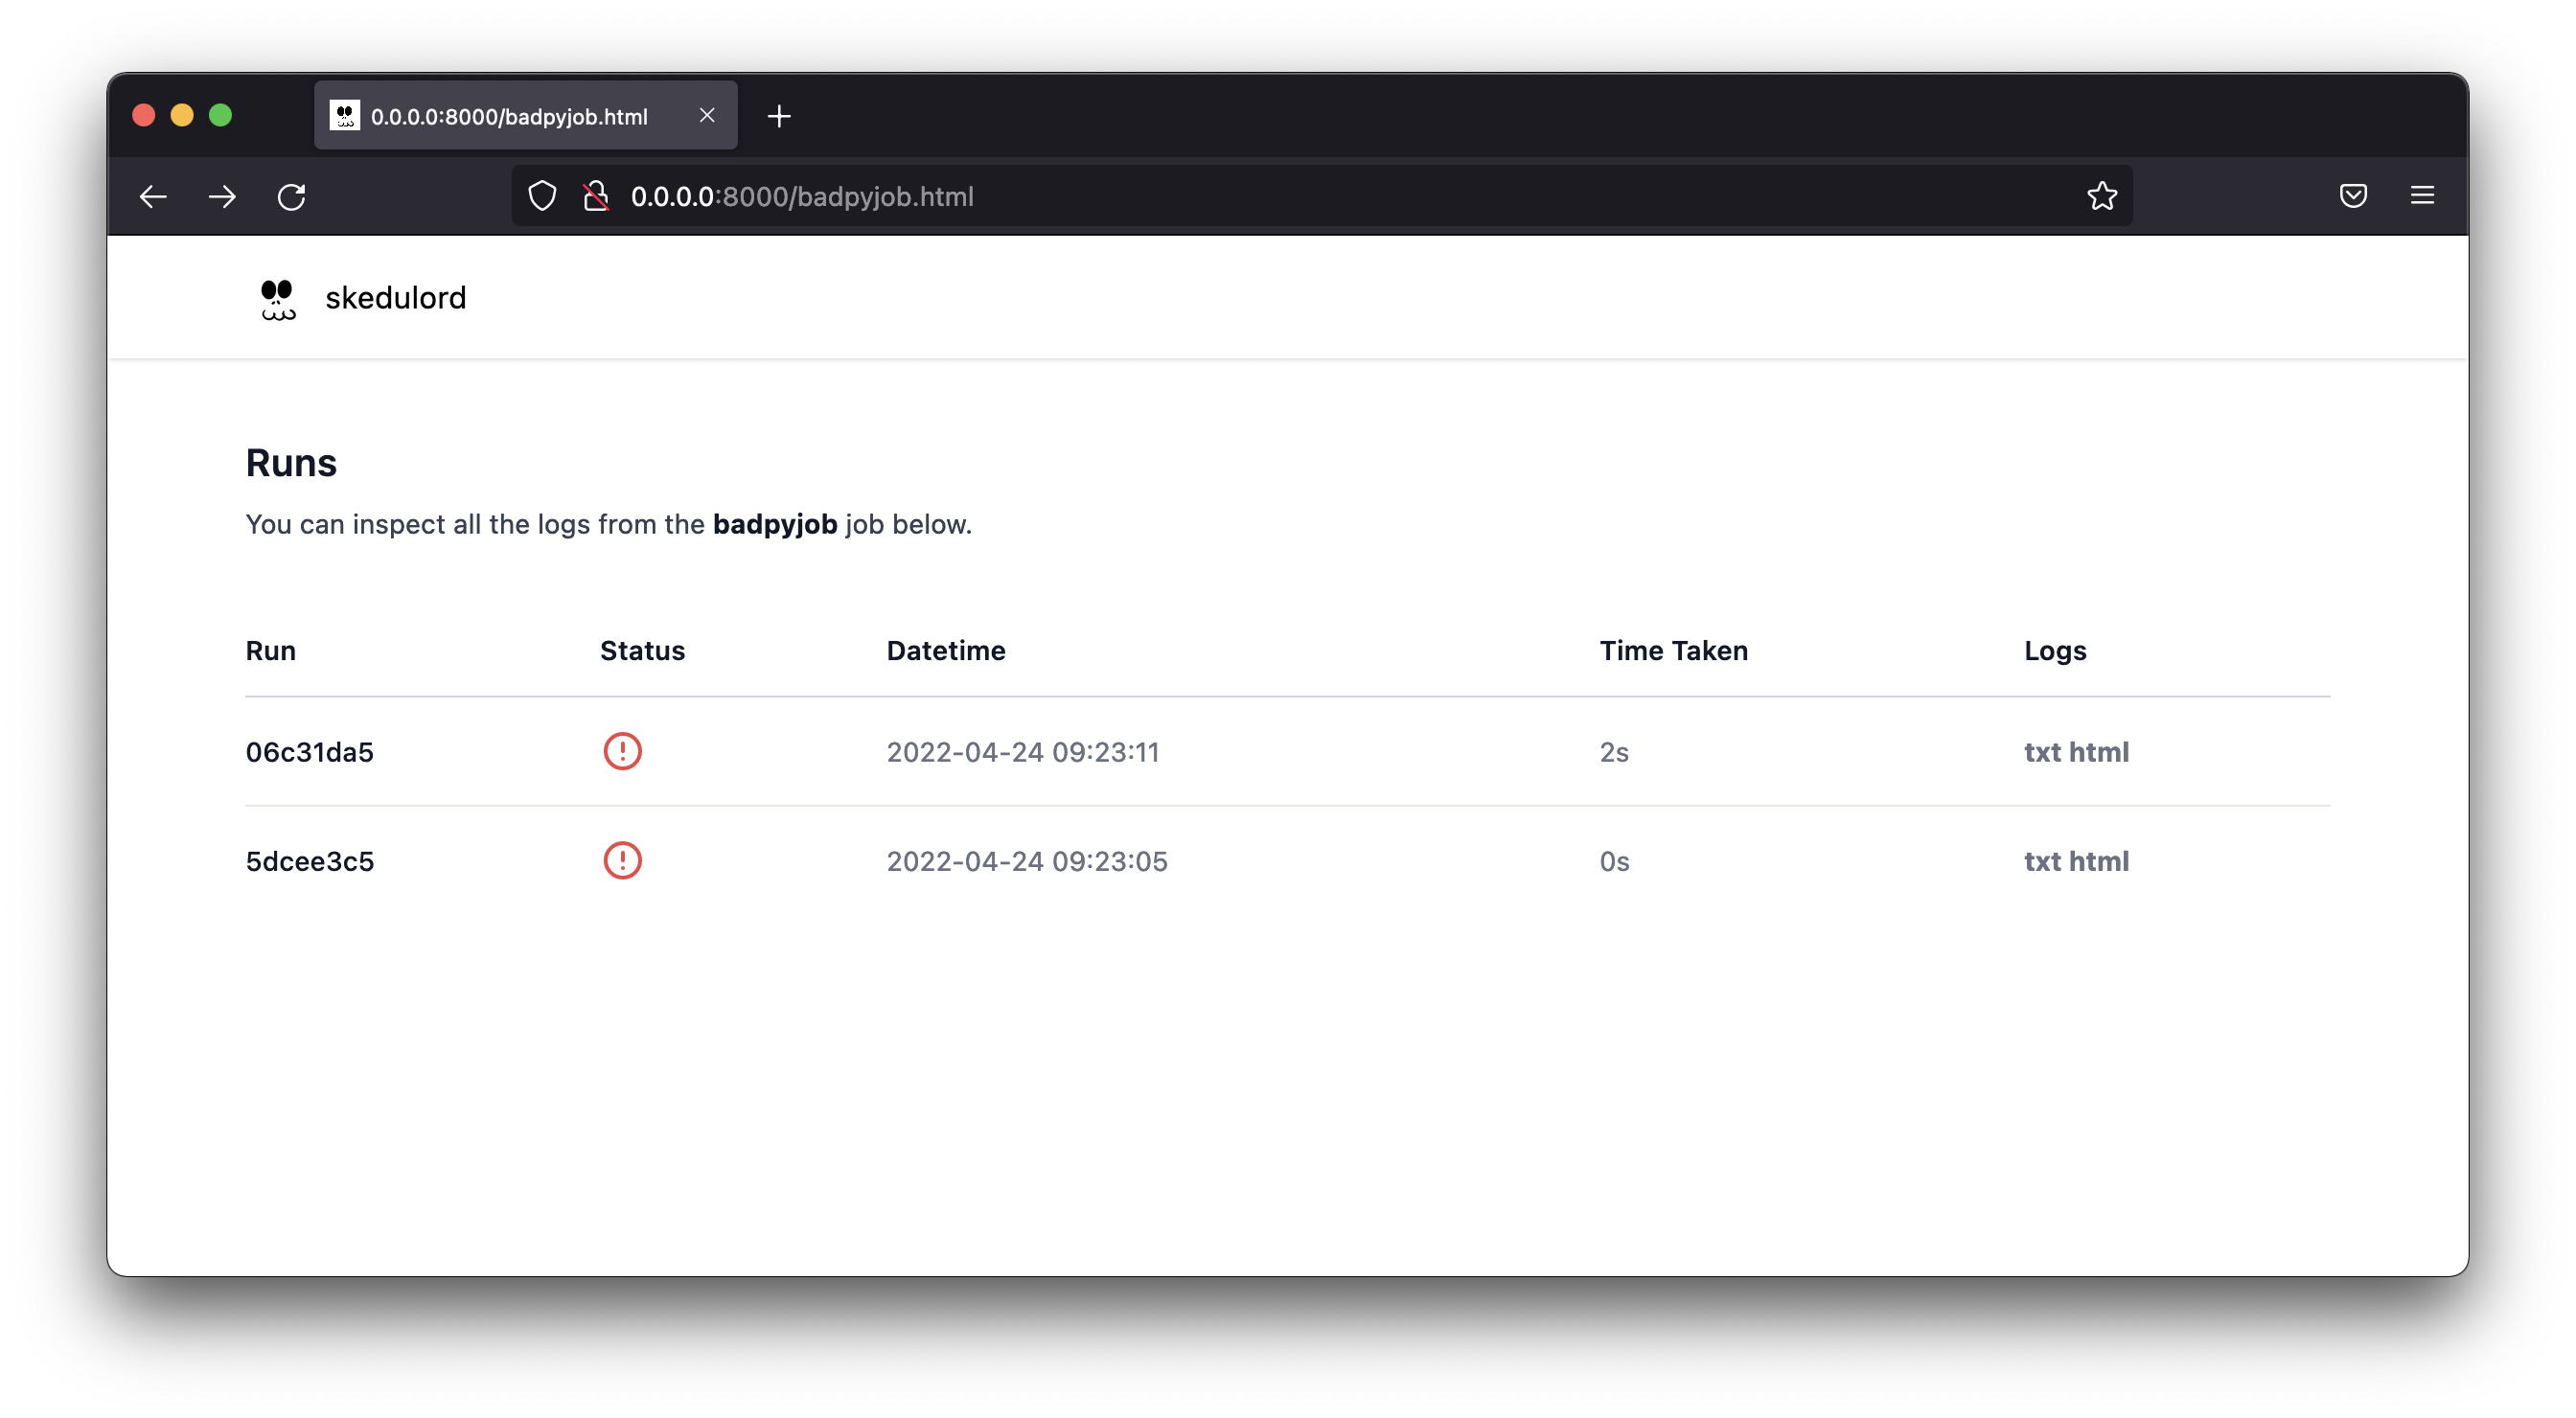 0.0.0.0:8000/badpyjob.html
0.0.0.0:8000/badpyjob.html
skedulord
Runs
You can inspect all the logs from the badpyjob job below.
Run Status Datetime Time Taken Logs
06c31da5 2022-04-24 09:23:11 2s txt html
5dcee3c5 2022-04-24 09:23:05 0s txt html